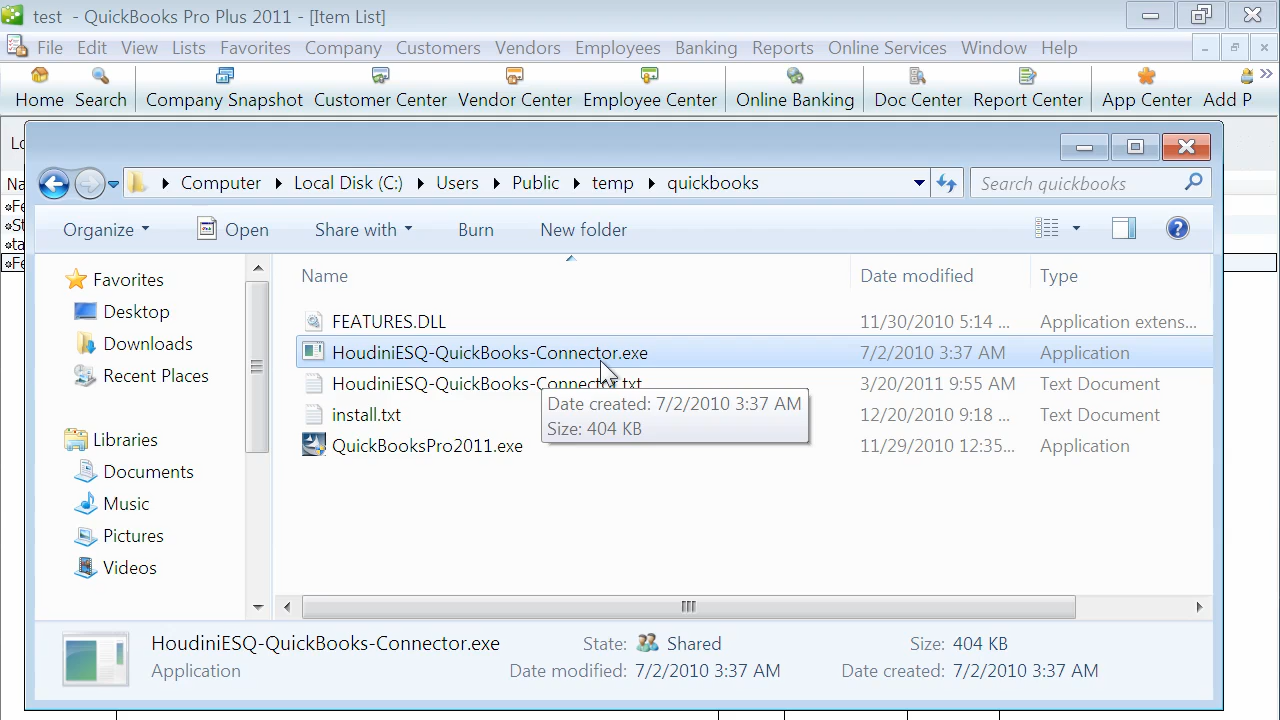 test - QuickBooks Pro Plus 2011 - [Item List]
File Edit View Lists Favorites Company Customers Vendors Employees Banking Reports Online Services Window Help
Home Search Company Snapshot Customer Center Vendor Center Employee Center Online Banking Doc Center Report Center App Center Add P
Lo
Computer Local Disk (C:) Users Public temp quickbooks Search quickbooks
Na
Fe
Organize Open Share with Burn New folder
St
ta
Fe
Favorites Name Date modified Type
Desktop FEATURES.DLL 11/30/2010 5:14 ... Application extens...
Downloads HoudiniESQ-QuickBooks-Connector.exe 7/2/2010 3:37 AM Application
Recent Places HoudiniESQ-QuickBooks-Connector.txt 3/20/2011 9:55 AM Text Document
Date created: 7/2/2010 3:37 AM
Size: 404 KB
install.txt 12/20/2010 9:18 ... Text Document
Libraries QuickBooksPro2011.exe 11/29/2010 12:35... Application
Documents
Music
Pictures
Videos
HoudiniESQ-QuickBooks-Connector.exe State: Shared Size: 404 KB
Application Date modified: 7/2/2010 3:37 AM Date created: 7/2/2010 3:37 AM